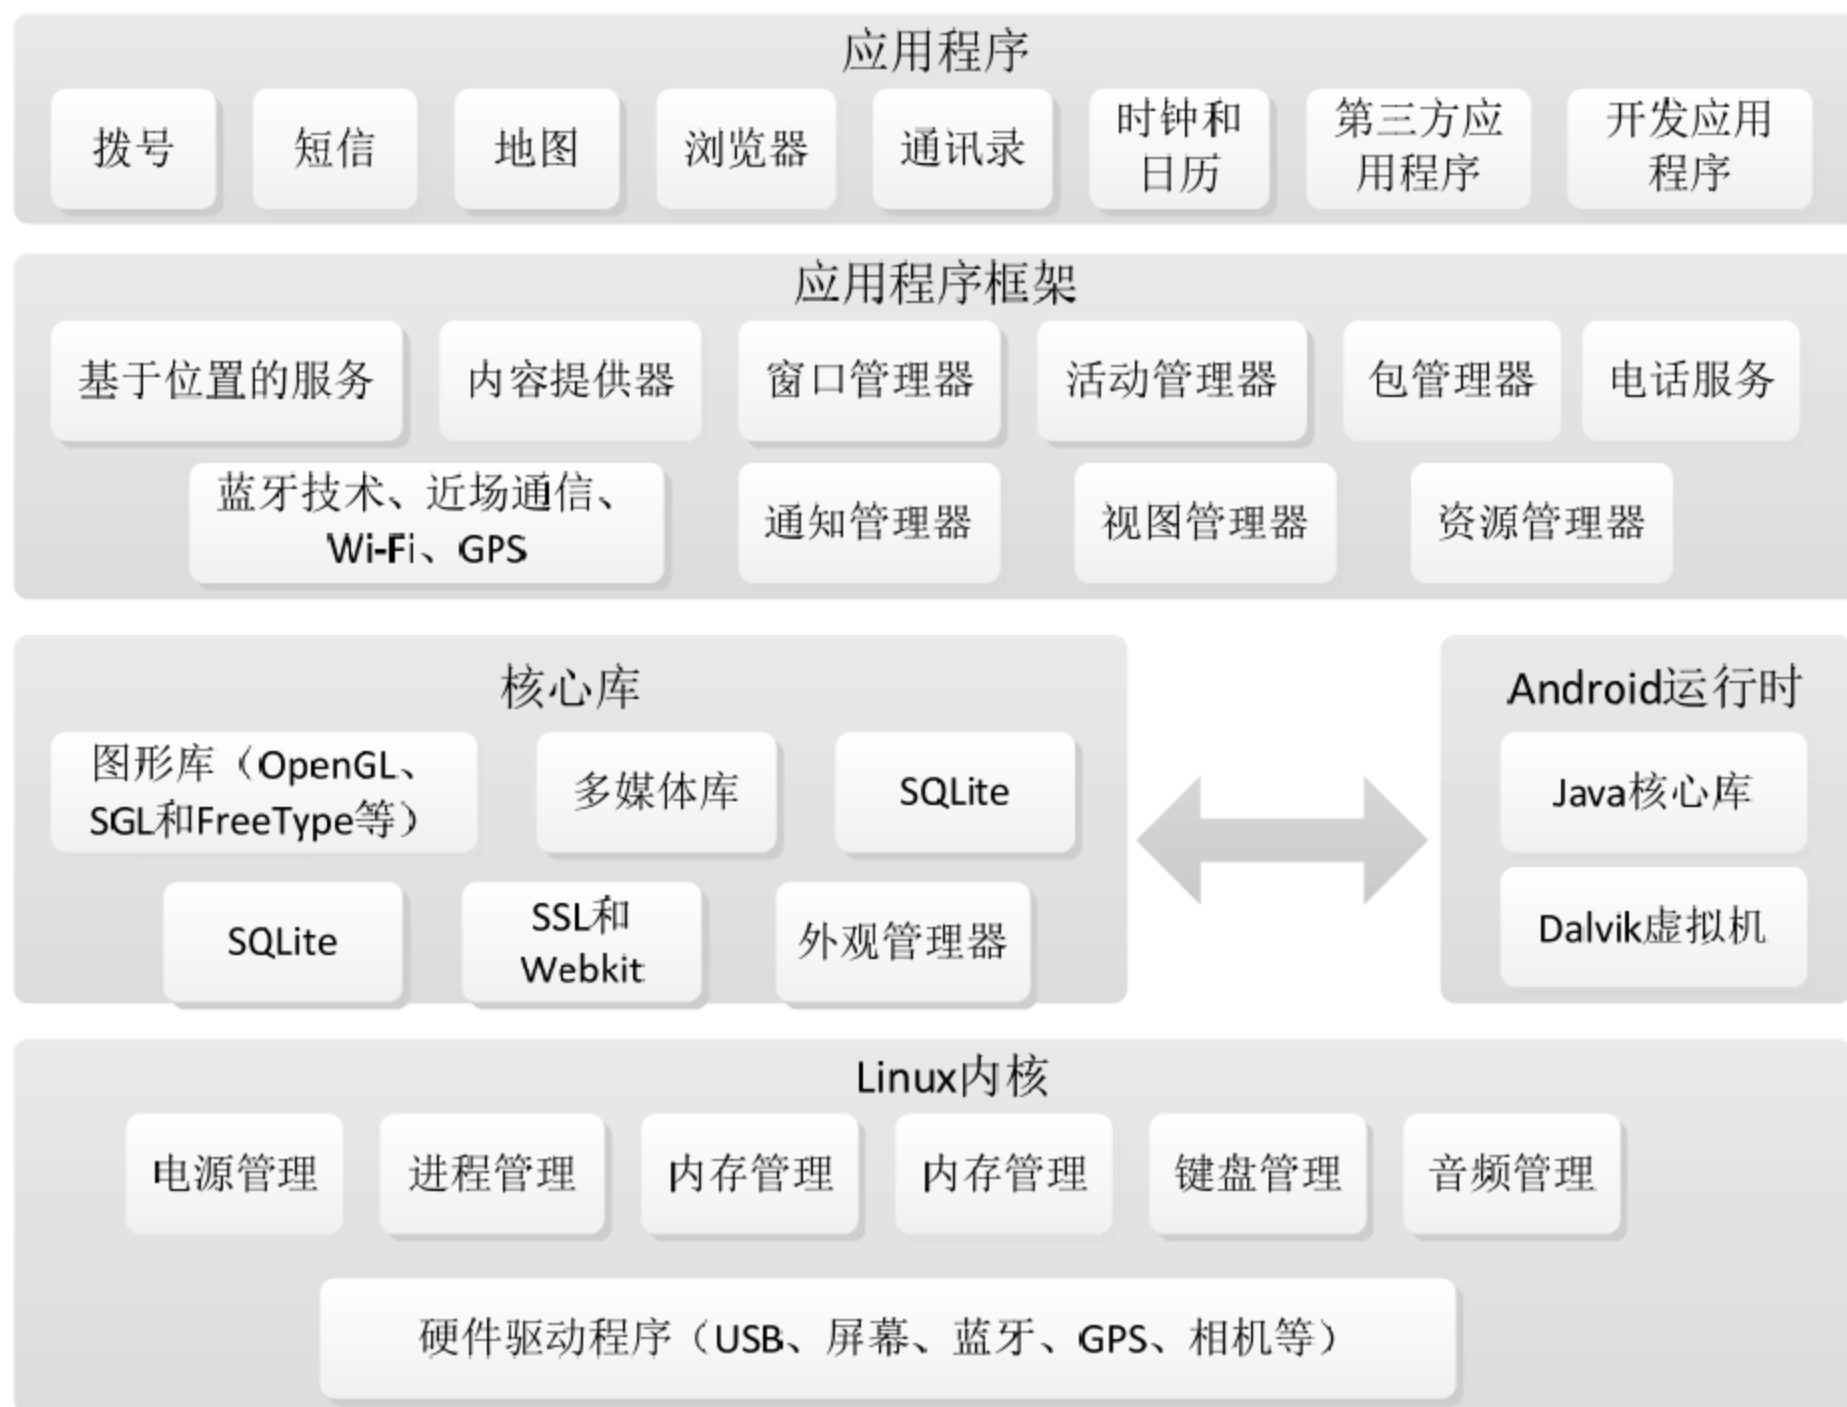 应用程序
拨号
短信
地图
浏览器
通讯录
时钟和
日历
第三方应
用程序
开发应用
程序
应用程序框架
基于位置的服务
内容提供器
窗口管理器
活动管理器
包管理器
电话服务
蓝牙技术、近场通信、
Wi-Fi、GPS
通知管理器
视图管理器
资源管理器
核心库
图形库（OpenGL、
SGL和FreeType等）
多媒体库
SQLite
SQLite
SSL和
Webkit
外观管理器
Android运行时
Java核心库
Dalvik虚拟机
Linux内核
电源管理
进程管理
内存管理
内存管理
键盘管理
音频管理
硬件驱动程序（USB、屏幕、蓝牙、GPS、相机等）